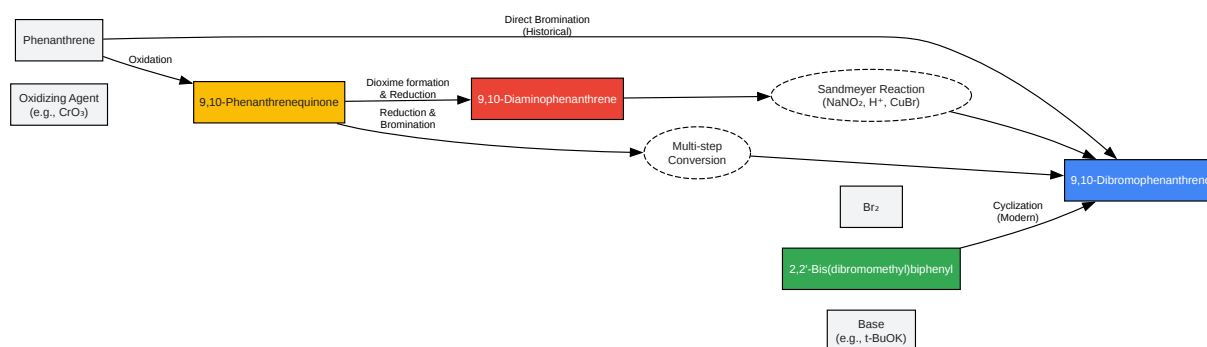 Phenanthrene
Direct Bromination
(Historical)
Oxidation
Oxidizing Agent
(e.g., CrO₃)
9,10-Phenanthrenequinone
Dioxime formation
& Reduction
9,10-Diaminophenanthrene
Sandmeyer Reaction
(NaNO₂, H⁺, CuBr)
Reduction &
Bromination
Multi-step
Conversion
9,10-Dibromophenanthrene
Br₂
Cyclization
(Modern)
2,2'-Bis(dibromomethyl)biphenyl
Base
(e.g., t-BuOK)